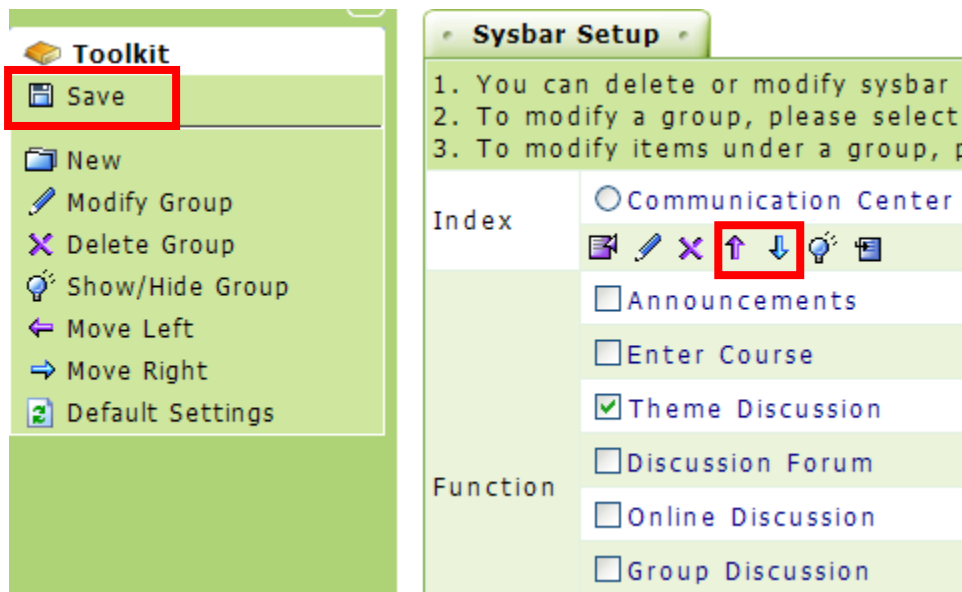 Toolkit
Save
New
Modify Group
Delete Group
Show/Hide Group
Move Left
Move Right
Default Settings
Sysbar Setup
1. You can delete or modify sysbar
2. To modify a group, please select
3. To modify items under a group, p
Index
Communication Center
Function
Announcements
Enter Course
Theme Discussion
Discussion Forum
Online Discussion
Group Discussion